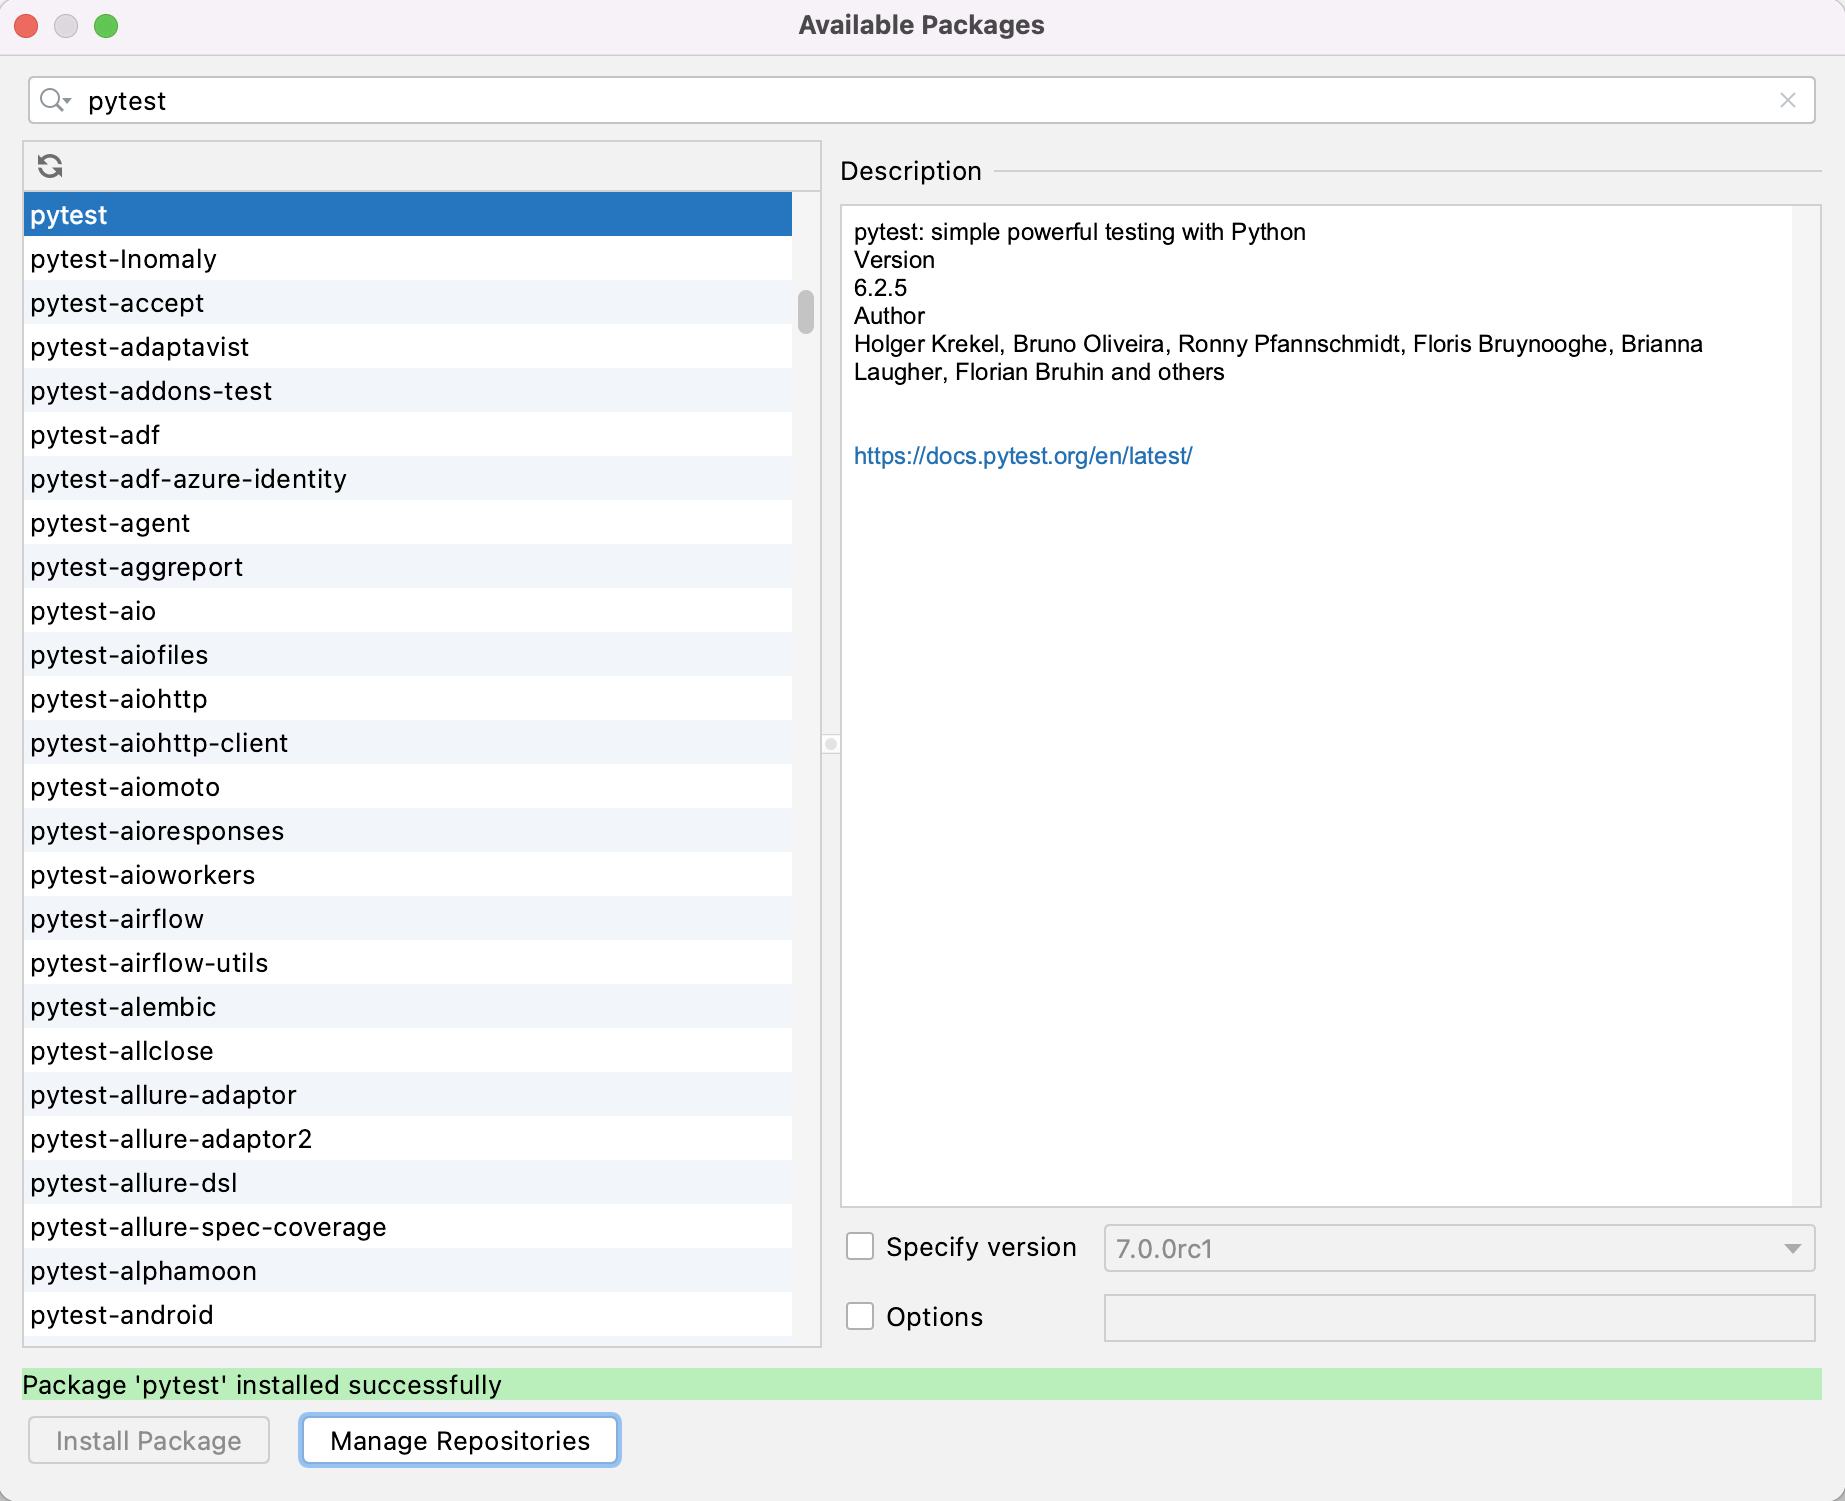 Available Packages
pytest
pytest
pytest-Inomaly
pytest-accept
pytest-adaptavist
pytest-addons-test
pytest-adf
pytest-adf-azure-identity
pytest-agent
pytest-aggreport
pytest-aio
pytest-aiofiles
pytest-aiohttp
pytest-aiohttp-client
pytest-aiomoto
pytest-aioresponses
pytest-aioworkers
pytest-airflow
pytest-airflow-utils
pytest-alembic
pytest-allclose
pytest-allure-adaptor
pytest-allure-adaptor2
pytest-allure-dsl
pytest-allure-spec-coverage
pytest-alphamoon
pytest-android
Description
pytest: simple powerful testing with Python
Version
6.2.5
Author
Holger Krekel, Bruno Oliveira, Ronny Pfannschmidt, Floris Bruynooghe, Brianna
Laugher, Florian Bruhin and others
https://docs.pytest.org/en/latest/
Specify version 7.0.0rc1
Options
Package 'pytest' installed successfully
Install Package Manage Repositories